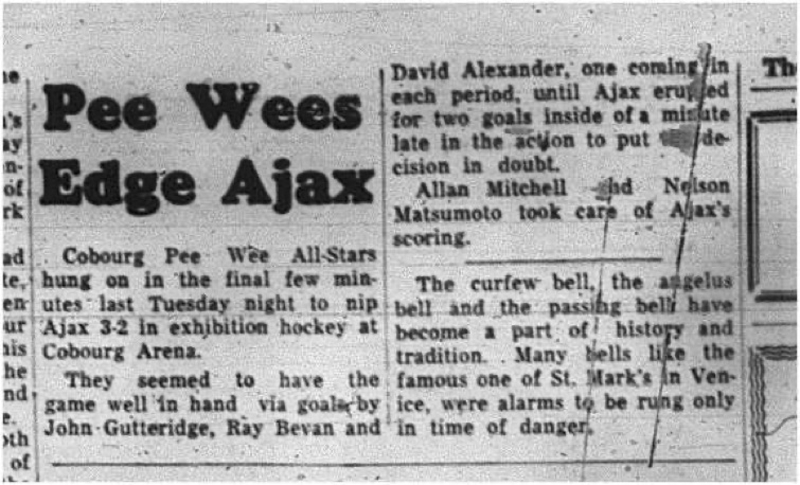 Pee Wees
Edge Ajax
Cobourg Pee Wee All-Stars
hung on in the final few min-
utes last Tuesday night to nip
Ajax 3-2 in exhibition hockey at
Cobourg Arena.
They seemed to have the
game well in hand via goals by
John Gutteridge, Ray Bevan and
David Alexander, one coming in
each period, until Ajax erupted
for two goals inside of a minute
late in the action to put de-
cision in doubt.
Allan Mitchell and Nelson
Matsumoto took care of Ajax's
scoring.
The curfew bell, the angelus
bell and the passing bell have
become a part of history and
tradition. Many bells like the
famous one of St. Mark's in Ven-
ice, were alarms to be rung only
in time of danger.